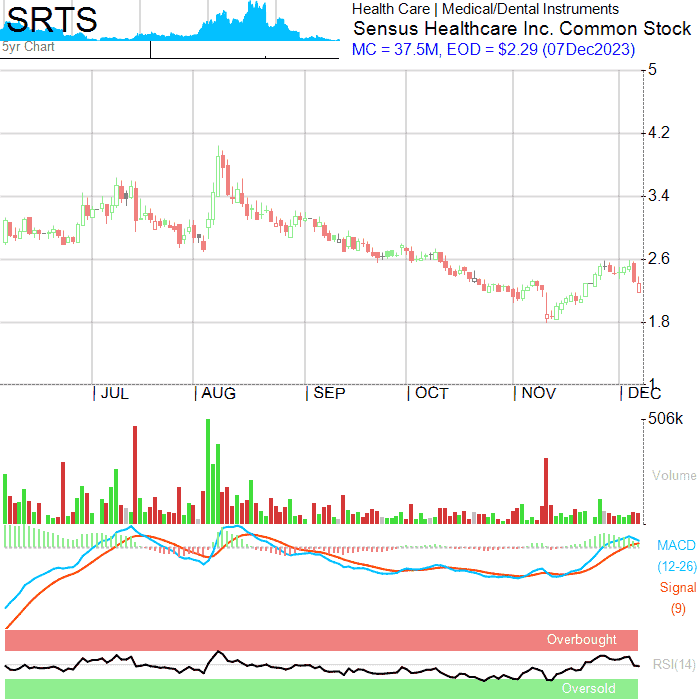 SRTS
5yr Chart
Health Care | Medical/Dental Instruments
Sensus Healthcare Inc. Common Stock
MC = 37.5M, EOD = $2.29 (07Dec2023)
5
4.2
3.4
2.6
1.8
1
JUL AUG SEP OCT NOV DEC
506k
Volume
MACD
(12-26)
Signal
(9)
Overbought
RSI(14)
Oversold